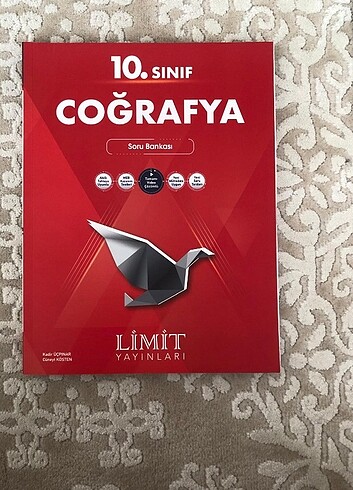 10. SINIF
COĞRAFYA
Soru Bankası
LİMİT
YAYINLARI
Kadir ÜÇPINAR
Cüneyt KÖSTEN